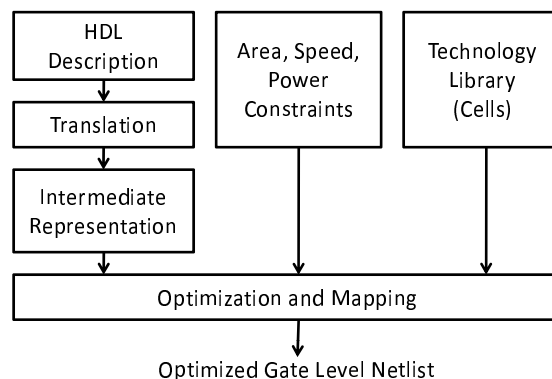 HDL
Description
Area, Speed,
Power
Constraints
Technology
Library
(Cells)
Translation
Intermediate
Representation
Optimization and Mapping
Optimized Gate Level Netlist